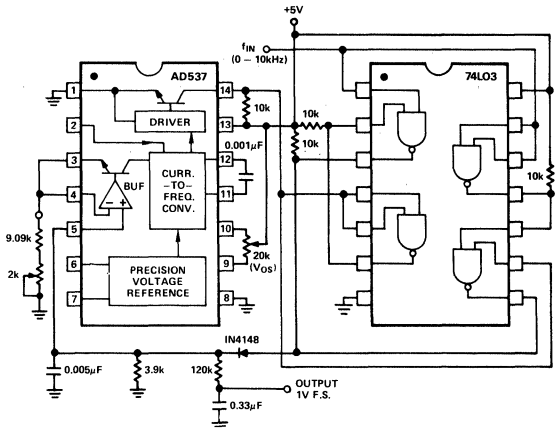 +5V
fIN
(0 – 10kHz)
AD537
74L03
1
14
DRIVER
10k
2
13
10k
10k
3
12
0.001µF
BUF
CURR.
-TO-
FREQ.
CONV.
4
11
– +
10k
5
10
9.09k
20k
(VOS)
6
9
2k
PRECISION
VOLTAGE
REFERENCE
7
8
IN4148
0.005µF
3.9k
120k
OUTPUT
1V F.S.
0.33µF